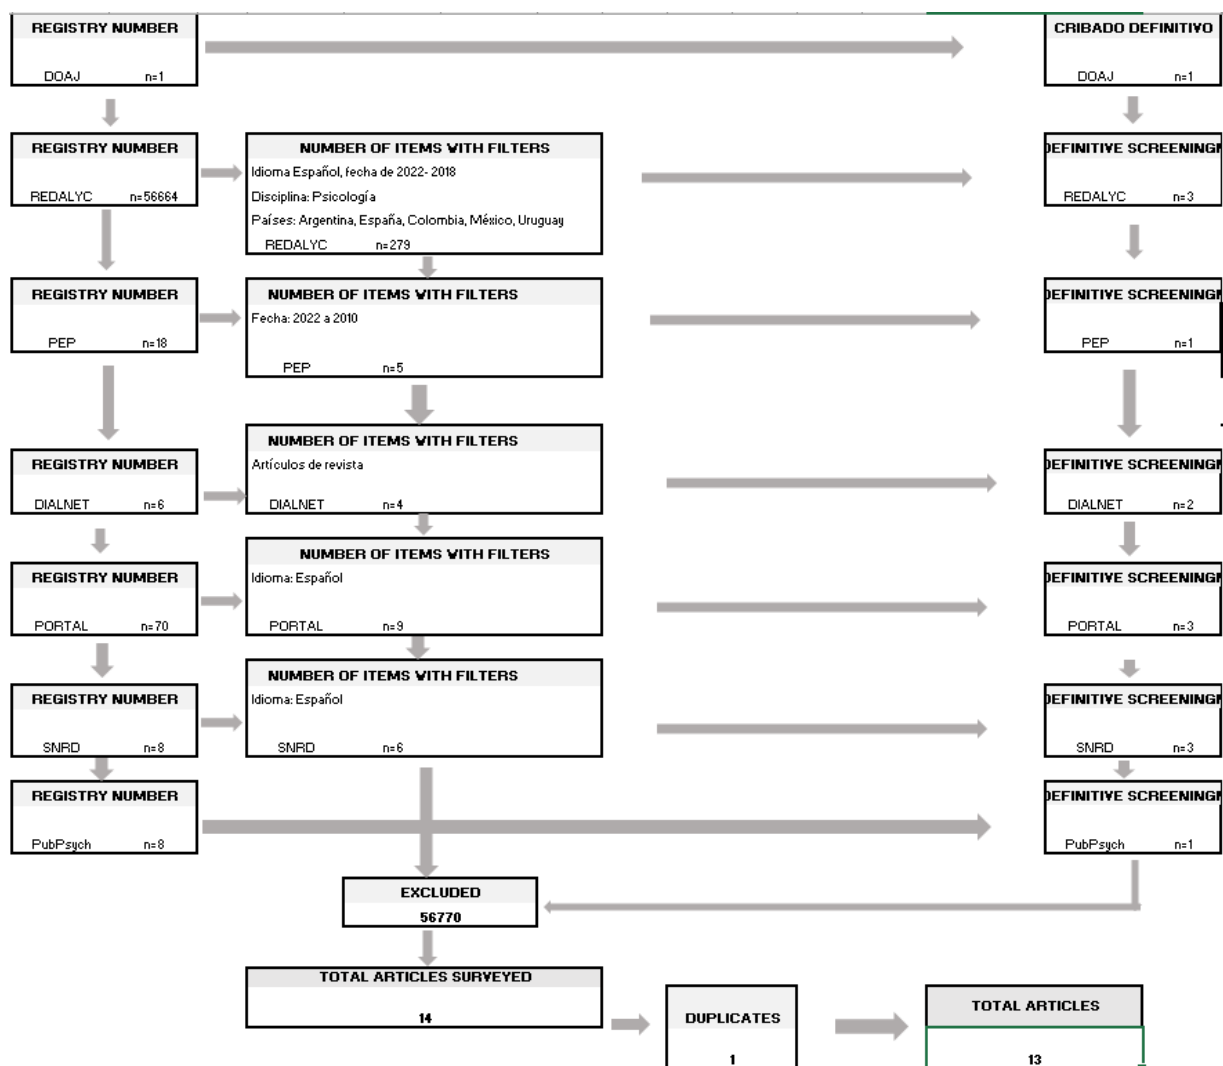 REGISTRY NUMBER
DOAJ n=1
CRIBADO DEFINITIVO
DOAJ n=1
REGISTRY NUMBER
REDALYC n=56664
NUMBER OF ITEMS WITH FILTERS
Idioma Español, fecha de 2022- 2018
Disciplina: Psicología
Países: Argentina, España, Colombia, México, Uruguay
REDALYC n=279
DEFINITIVE SCREENING
REDALYC n=3
REGISTRY NUMBER
PEP n=18
NUMBER OF ITEMS WITH FILTERS
Fecha: 2022 a 2010
PEP n=5
DEFINITIVE SCREENING
PEP n=1
REGISTRY NUMBER
DIALNET n=6
NUMBER OF ITEMS WITH FILTERS
Artículos de revista
DIALNET n=4
DEFINITIVE SCREENING
DIALNET n=2
REGISTRY NUMBER
PORTAL n=70
NUMBER OF ITEMS WITH FILTERS
Idioma: Español
PORTAL n=9
DEFINITIVE SCREENING
PORTAL n=3
REGISTRY NUMBER
SNRD n=8
NUMBER OF ITEMS WITH FILTERS
Idioma: Español
SNRD n=6
DEFINITIVE SCREENING
SNRD n=3
REGISTRY NUMBER
PubPsych n=8
DEFINITIVE SCREENING
PubPsych n=1
EXCLUDED
56770
TOTAL ARTICLES SURVEYED
14
DUPLICATES
1
TOTAL ARTICLES
13